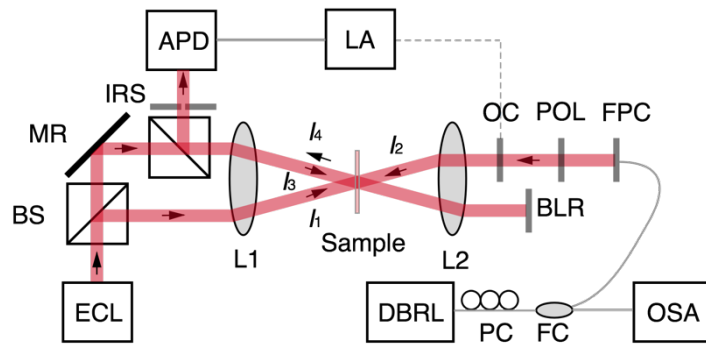 APD
LA
IRS
MR
I4
I2
OC
POL
FPC
I3
BS
I1
BLR
Sample
L1
L2
ECL
DBRL
PC
FC
OSA